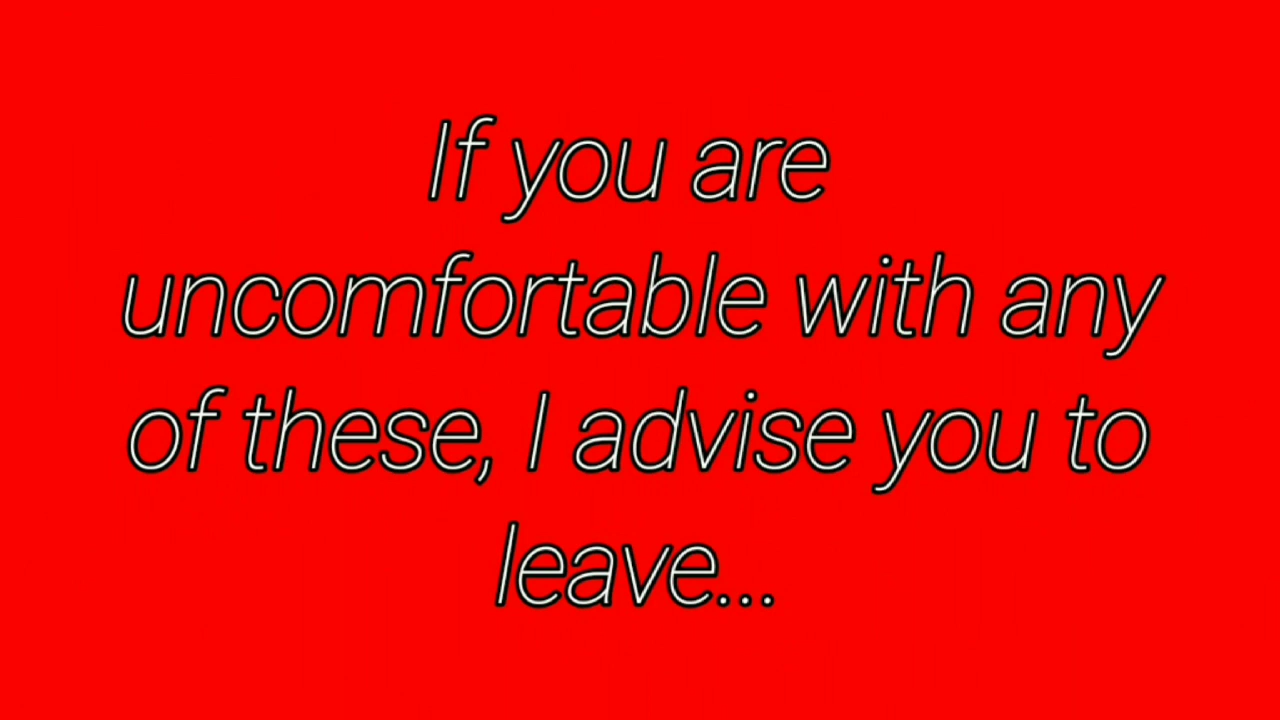 If you are
uncomfortable with any
of these, I advise you to
leave...